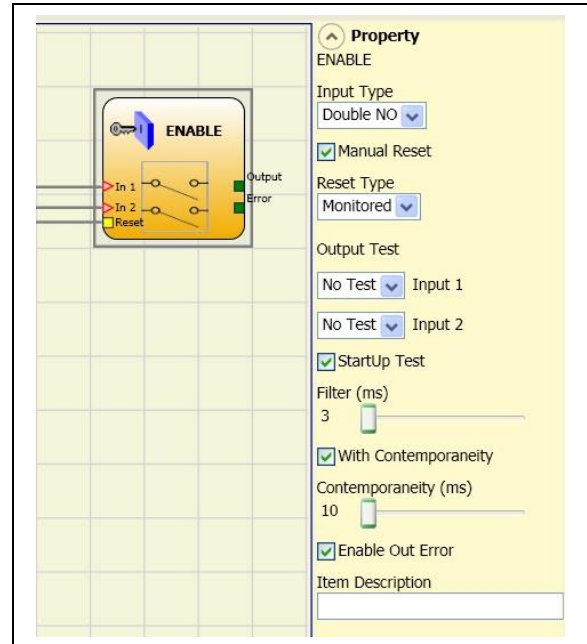 ENABLE
In 1
In 2
Reset
Output
Error
Property
ENABLE
Input Type
Double NO
Manual Reset
Reset Type
Monitored
Output Test
No Test Input 1
No Test Input 2
StartUp Test
Filter (ms)
3
With Contemporaneity
Contemporaneity (ms)
10
Enable Out Error
Item Description